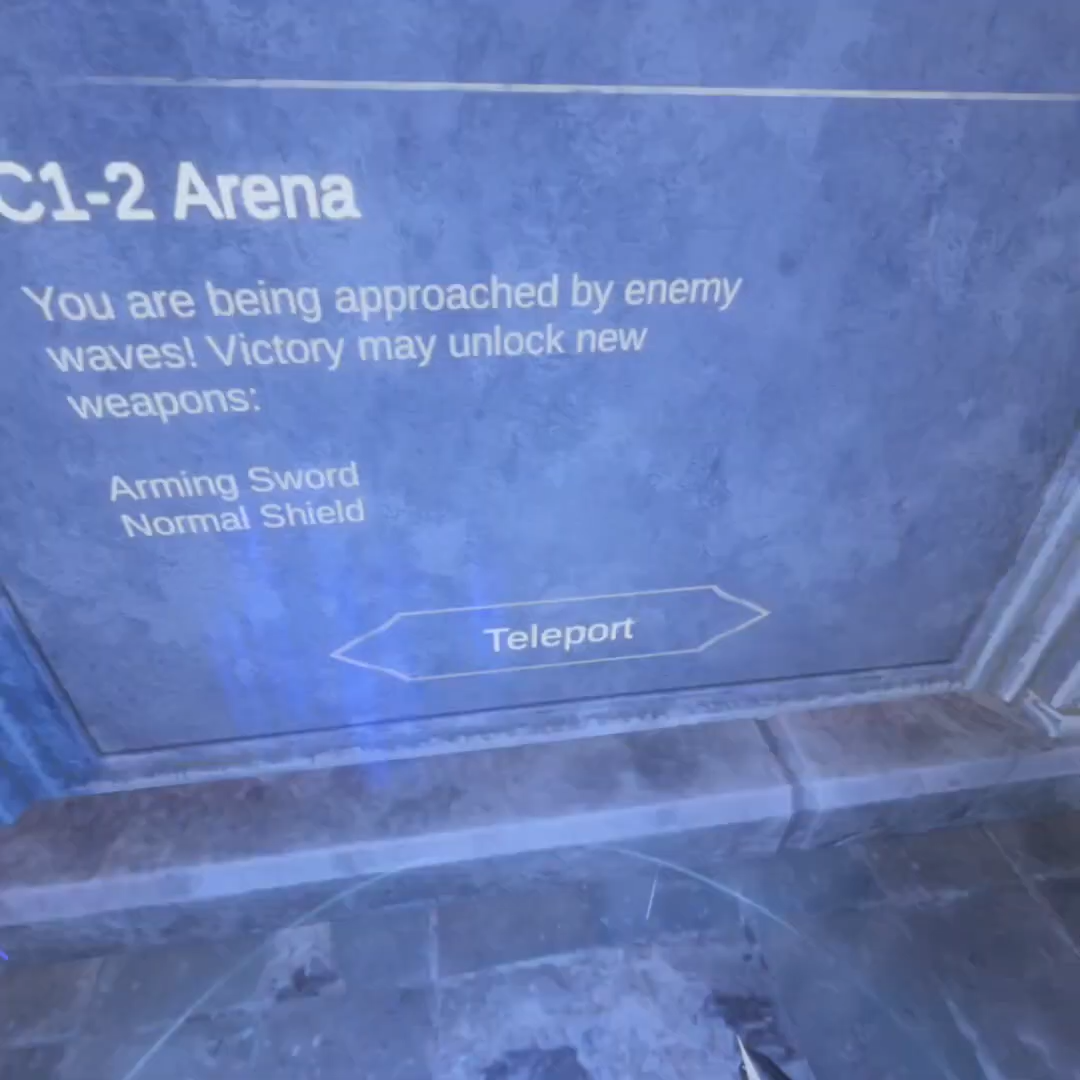 C1-2 Arena
You are being approached by enemy
waves! Victory may unlock new
weapons:
Arming Sword
Normal Shield
Teleport